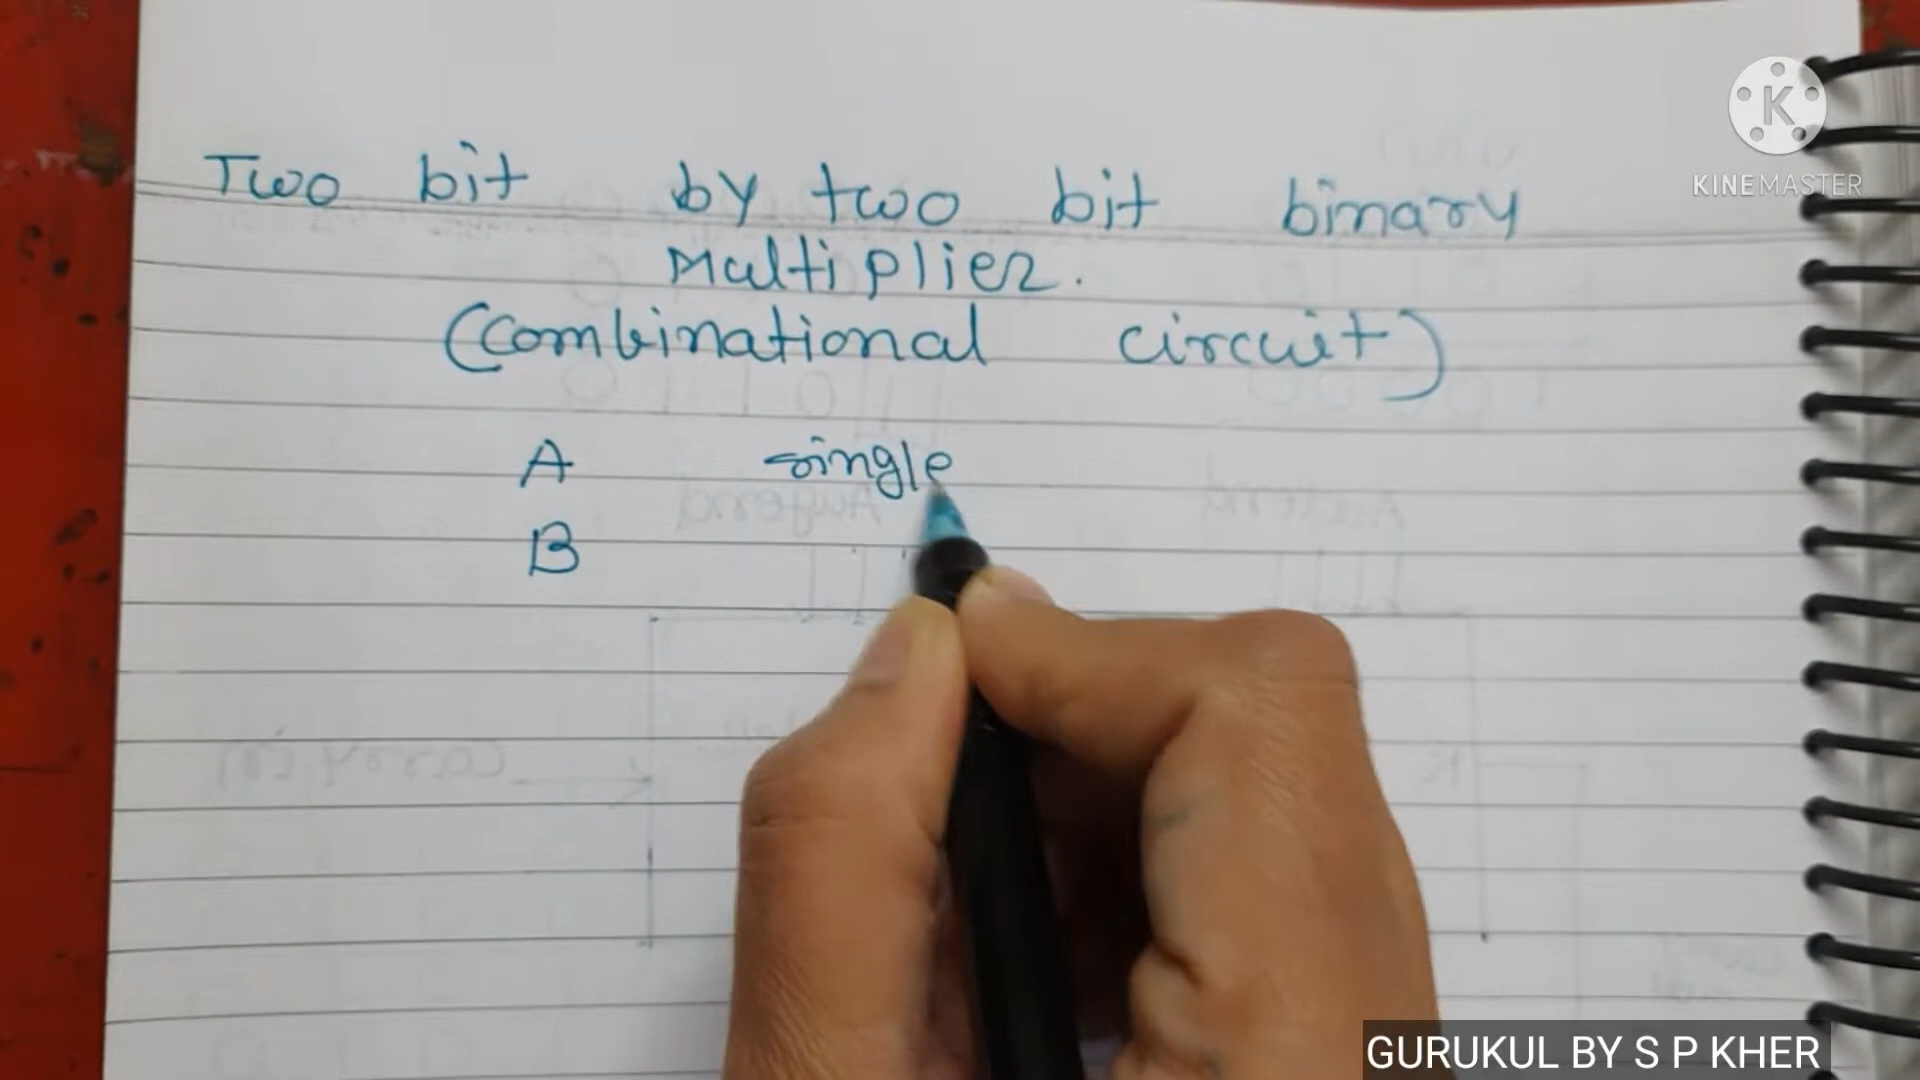 KINEMASTER
Two bit by two bit binary
Multiplier.
(combinational circuit)
A single
B
GURUKUL BY S P KHER